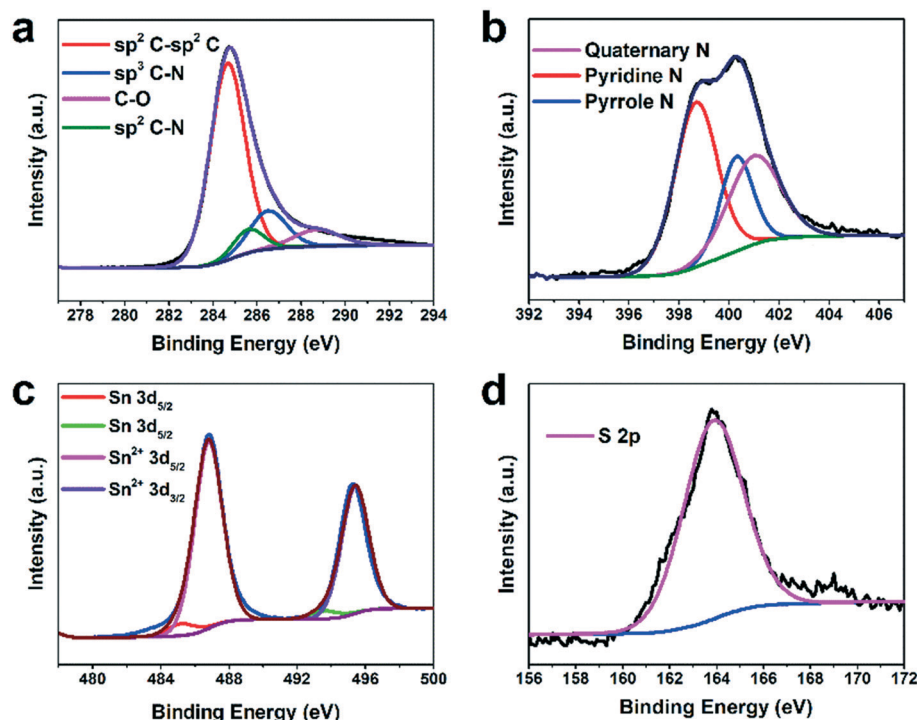 a
sp² C-sp² C
sp³ C-N
C-O
sp² C-N
Intensity (a.u.)
278 280 282 284 286 288 290 292 294
Binding Energy (eV)
b
Quaternary N
Pyridine N
Pyrrole N
Intensity (a.u.)
392 394 396 398 400 402 404 406
Binding Energy (eV)
c
Sn 3d5/2
Sn 3d5/2
Sn²⁺ 3d5/2
Sn²⁺ 3d3/2
Intensity (a.u.)
480 484 488 492 496 500
Binding Energy (eV)
d
S 2p
Intensity (a.u.)
156 158 160 162 164 166 168 170 172
Binding Energy (eV)